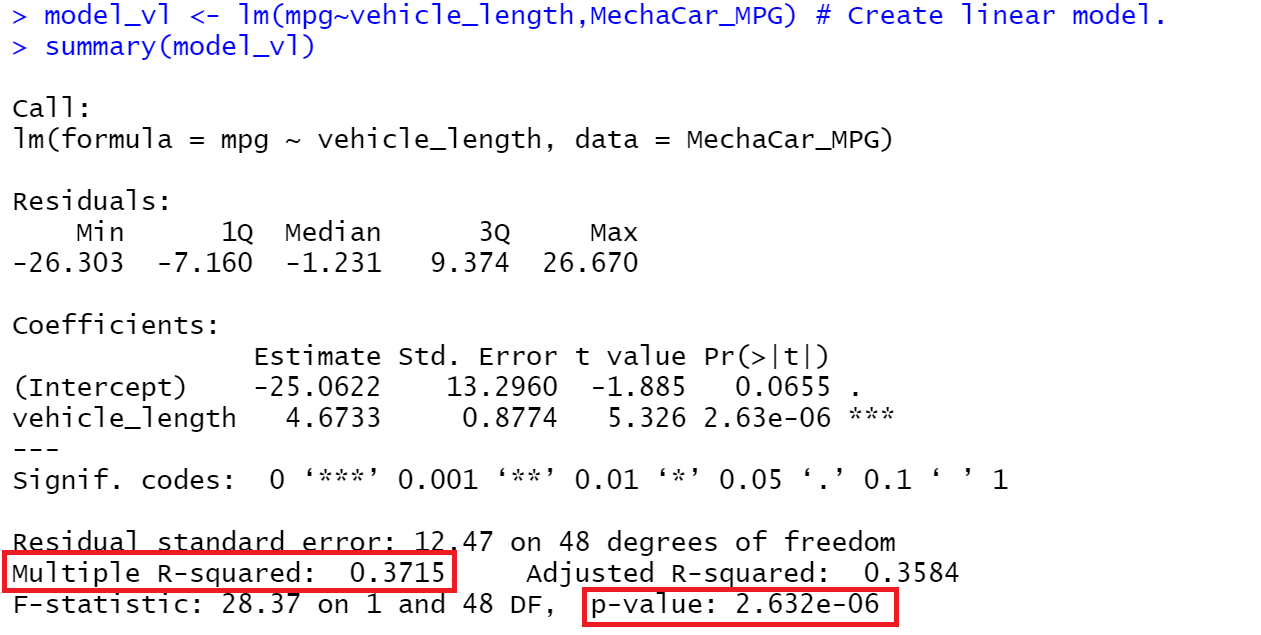 > model_vl <- lm(mpg~vehicle_length,MechaCar_MPG) # Create linear model.
> summary(model_vl)
Call:
lm(formula = mpg ~ vehicle_length, data = MechaCar_MPG)
Residuals:
    Min      1Q  Median      3Q     Max
-26.303  -7.160  -1.231   9.374  26.670
Coefficients:
               Estimate Std. Error t value Pr(>|t|)
(Intercept)    -25.0622    13.2960  -1.885   0.0655 .
vehicle_length   4.6733     0.8774   5.326 2.63e-06 ***
---
Signif. codes:  0 ‘***’ 0.001 ‘**’ 0.01 ‘*’ 0.05 ‘.’ 0.1 ‘ ’ 1
Residual standard error: 12.47 on 48 degrees of freedom
Multiple R-squared:  0.3715     Adjusted R-squared:  0.3584
F-statistic: 28.37 on 1 and 48 DF,  p-value: 2.632e-06